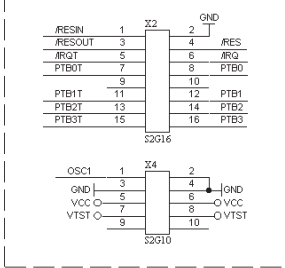 X2
GND
/RESIN 1 2
/RESOUT 3 4 /RES
/IRQT 5 6 /IRQ
PTB0T 7 8 PTB0
9 10
PTB1T 11 12 PTB1
PTB2T 13 14 PTB2
PTB3T 15 16 PTB3
S2G16
X4
OSC1 1 2
GND 3 4 GND
VCC 5 6 VCC
VTST 7 8 VTST
9 10
S2G10